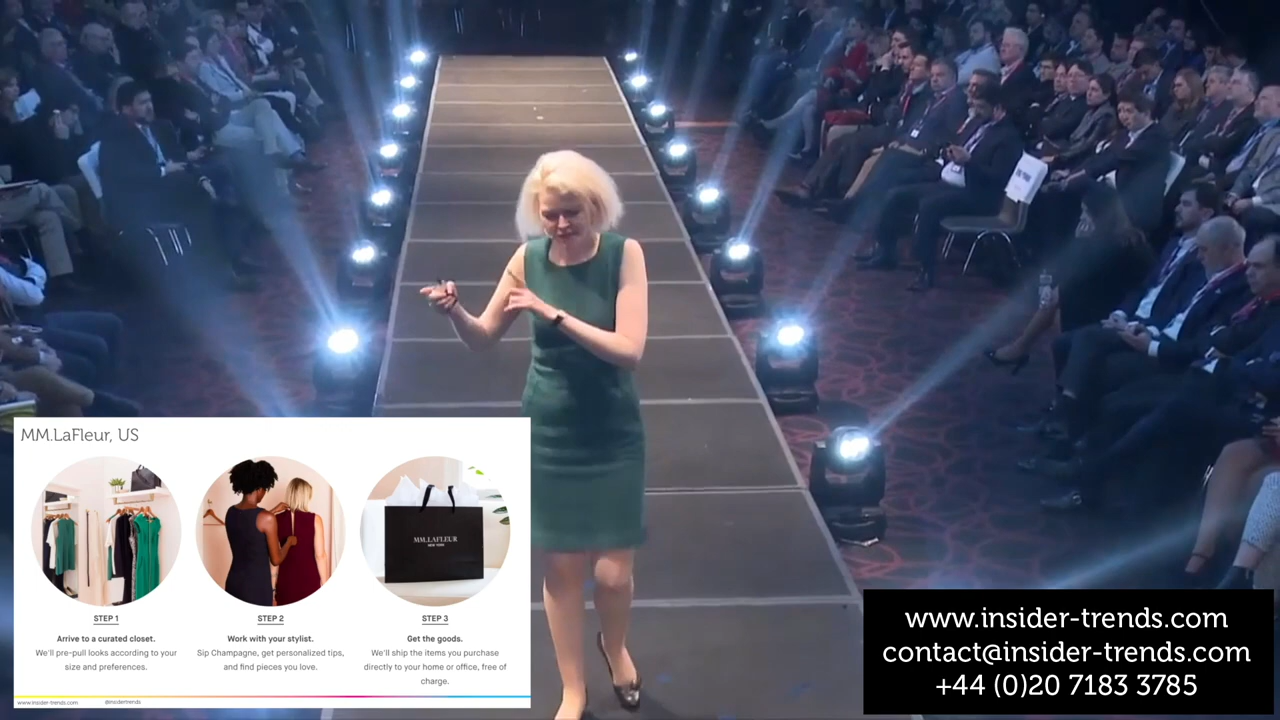 MM.LaFleur, US
MM.LAFLEUR
NEW YORK
STEP 1
Arrive to a curated closet.
We'll pre-pull looks according to your
size and preferences.
STEP 2
Work with your stylist.
Sip Champagne, get personalized tips,
and find pieces you love.
STEP 3
Get the goods.
We'll ship the items you purchase
directly to your home or office, free of
charge.
www.insider-trends.com @insidertrends
www.insider-trends.com
contact@insider-trends.com
+44 (0)20 7183 3785